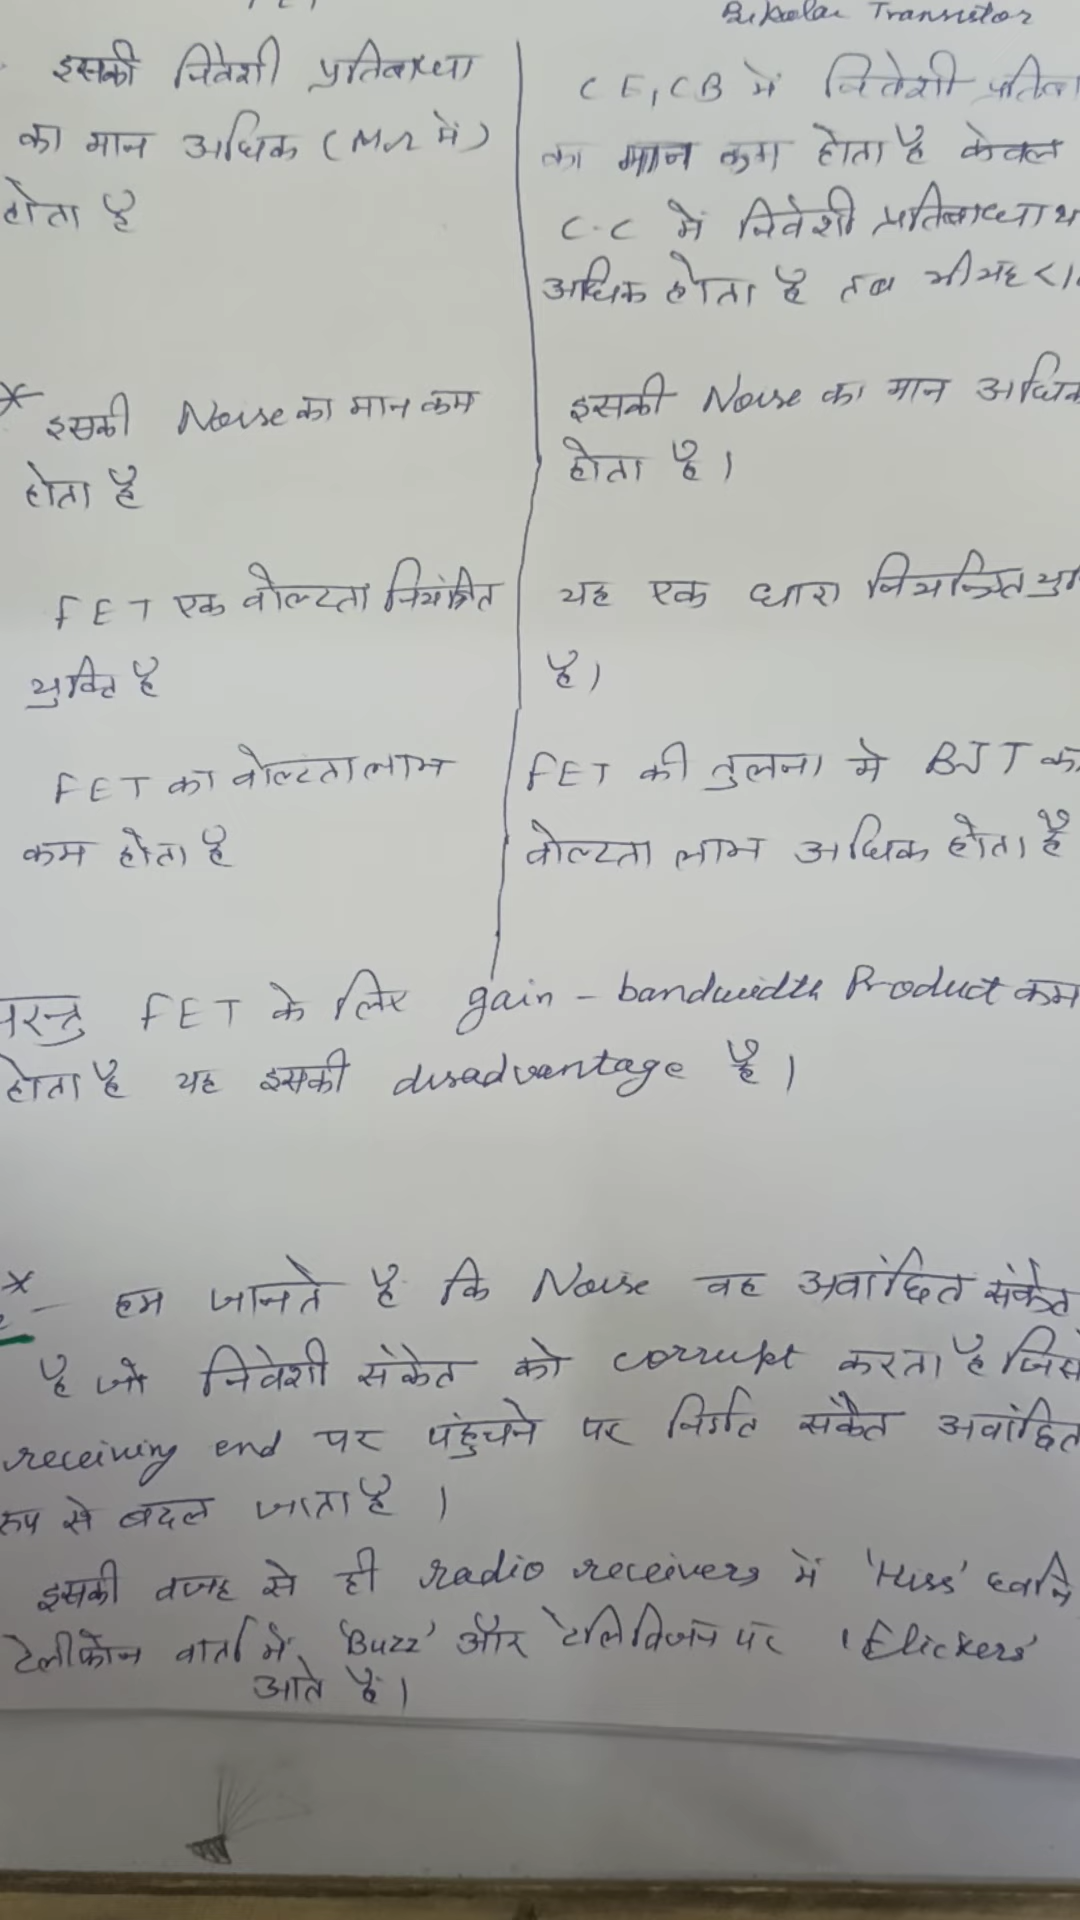 Bipolar Transistor
इसकी निवेशी प्रतिबाधा
का मान अधिक (MΩ में)
होता है
CE, CB में निवेशी
का मान कम होता है केवल
C.C में निवेशी प्रतिबाध्धा
अधिक होता है तब भी यह <
* इसकी Noise का मान कम
होता है
इसकी Noise का मान अधिक
होता है।
FET एक वोल्टता नियंत्रित
युक्ति है
यह एक धारा नियन्त्रित
है।
FET का वोल्टता लाभ
कम होता है
FET की तुलना मे BJT का
वोल्टता लाभ अधिक होता है
परन्तु FET के लिए gain - bandwidth Product कम
होता है यह इसकी disadvantage है।
* - हम जानते है कि Noise वह अवांछित संकेत
है जो निवेशी संकेत को corrupt करता है जिससे
receiving end पर पंहुचने पर निर्गत संकेत अवांछित
रूप से बदल जाता है।
इसकी वजह से ही radio receivers में 'Hiss' ध्वनि
टेलीफोन वार्ता में 'Buzz' और टेलिविजन पर 'Flickers'
आते है।